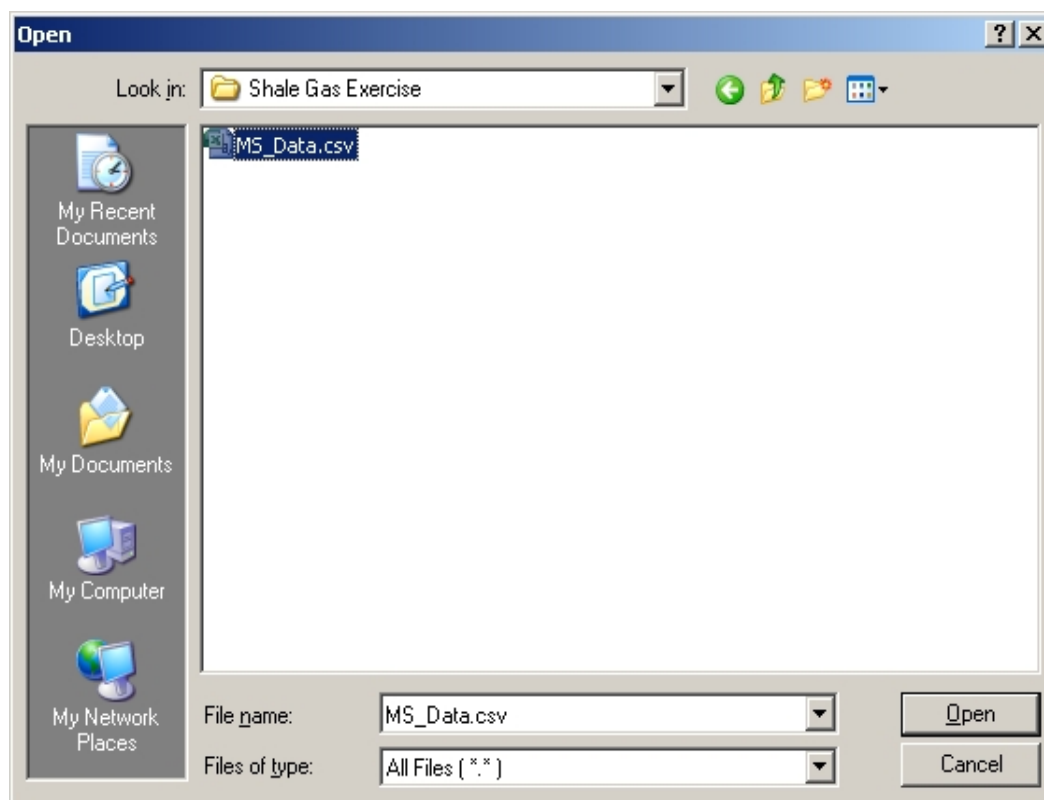 Open
Look in: Shale Gas Exercise
MS_Data.csv
My Recent
Documents
Desktop
My Documents
My Computer
My Network
Places
File name: MS_Data.csv Open
Files of type: All Files ( *.* ) Cancel